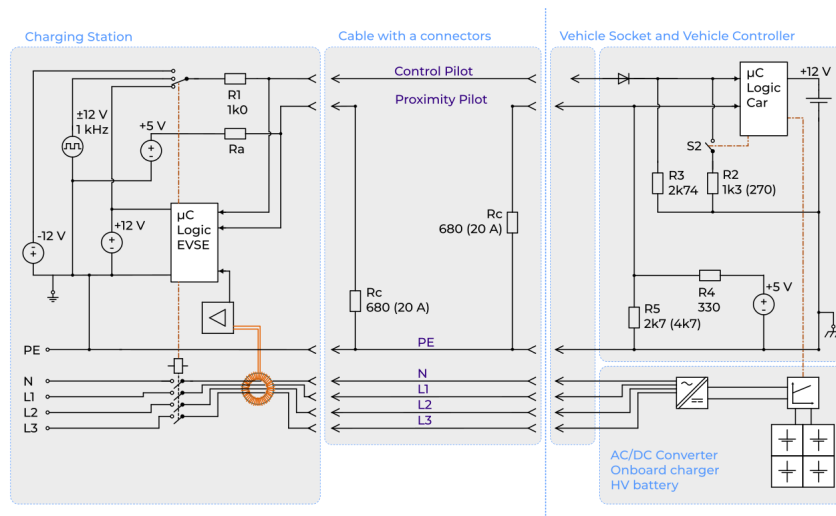 Charging Station
Cable with a connectors
Vehicle Socket and Vehicle Controller
Control Pilot
Proximity Pilot
R1
1k0
±12 V
1 kHz
+5 V
Ra
µC
Logic
EVSE
-12 V
+12 V
Rc
680 (20 A)
Rc
680 (20 A)
µC
Logic
Car
+12 V
S2
R3
2k74
R2
1k3 (270)
R4
330
+5 V
R5
2k7 (4k7)
PE
PE
N
N
L1
L1
L2
L2
L3
L3
AC/DC Converter
Onboard charger
HV battery